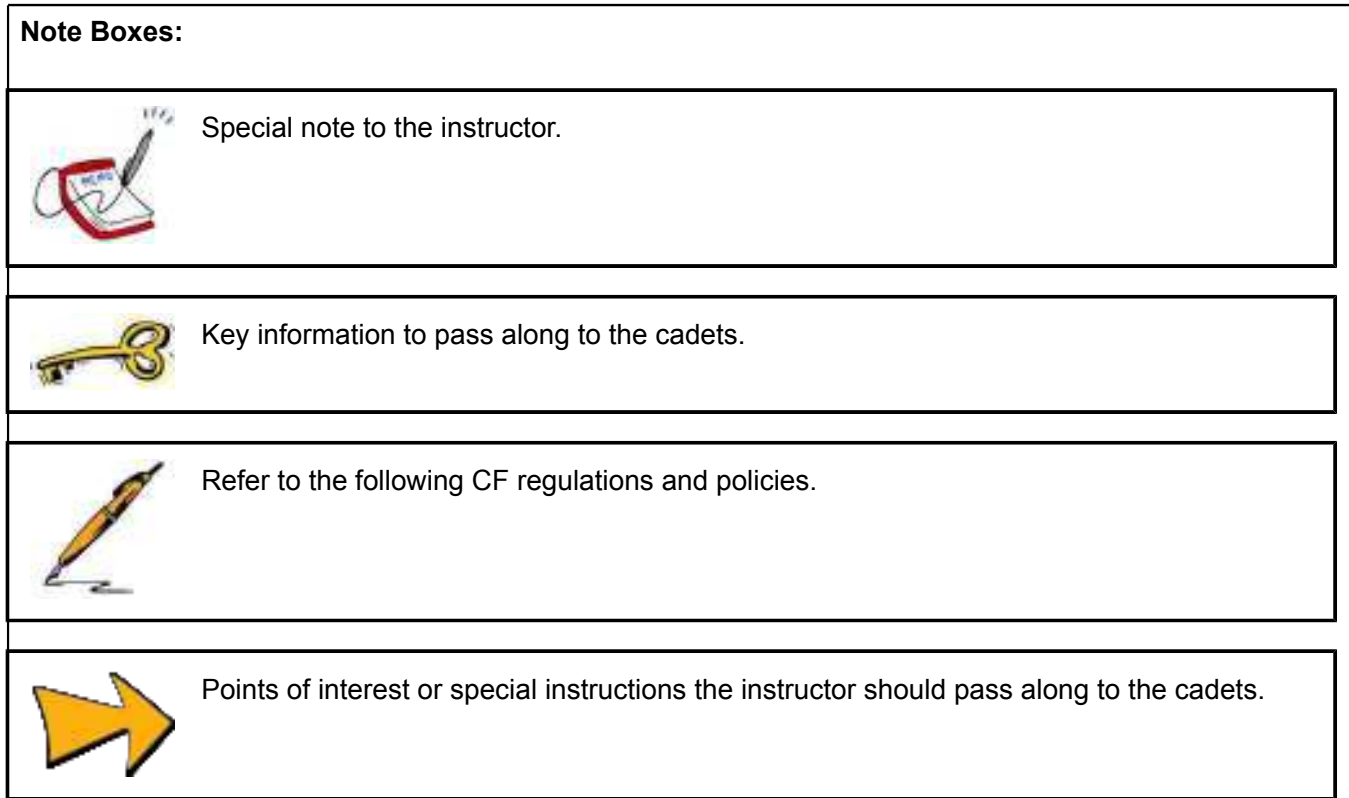 Note Boxes:
Special note to the instructor.
Key information to pass along to the cadets.
Refer to the following CF regulations and policies.
Points of interest or special instructions the instructor should pass along to the cadets.